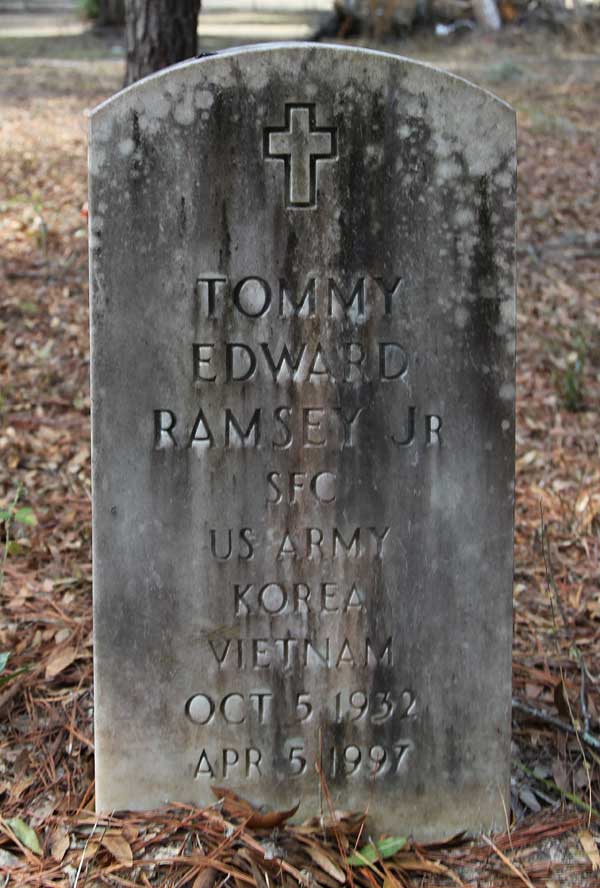 TOMMY
EDWARD
RAMSEY JR
SFC
US ARMY
KOREA
VIETNAM
OCT 5 1932
APR 5 1997